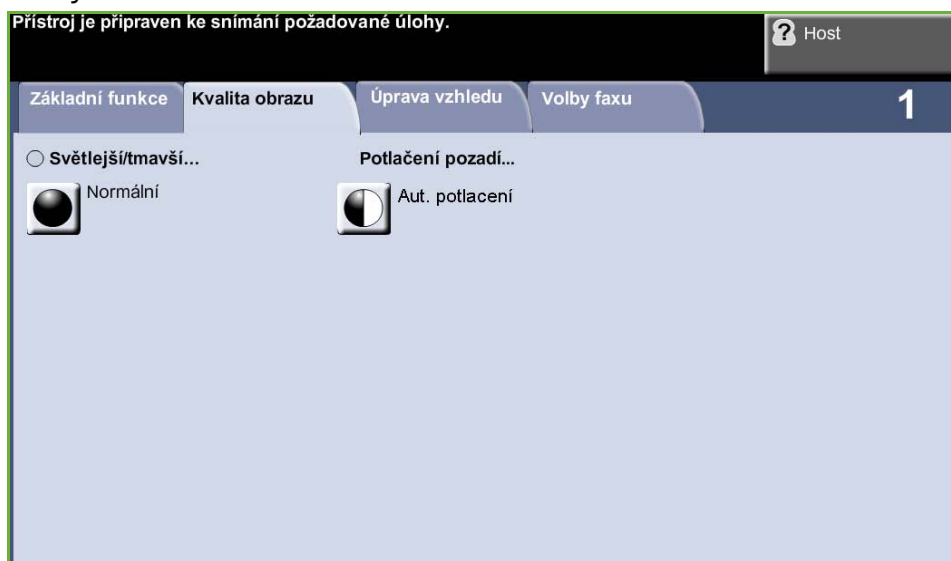 Přístroj je připraven ke snímání požadované úlohy.
? Host
Základní funkce Kvalita obrazu Úprava vzhledu Volby faxu 1
Světlejší/tmavší... Potlačení pozadí...
Normální Aut. potlacení